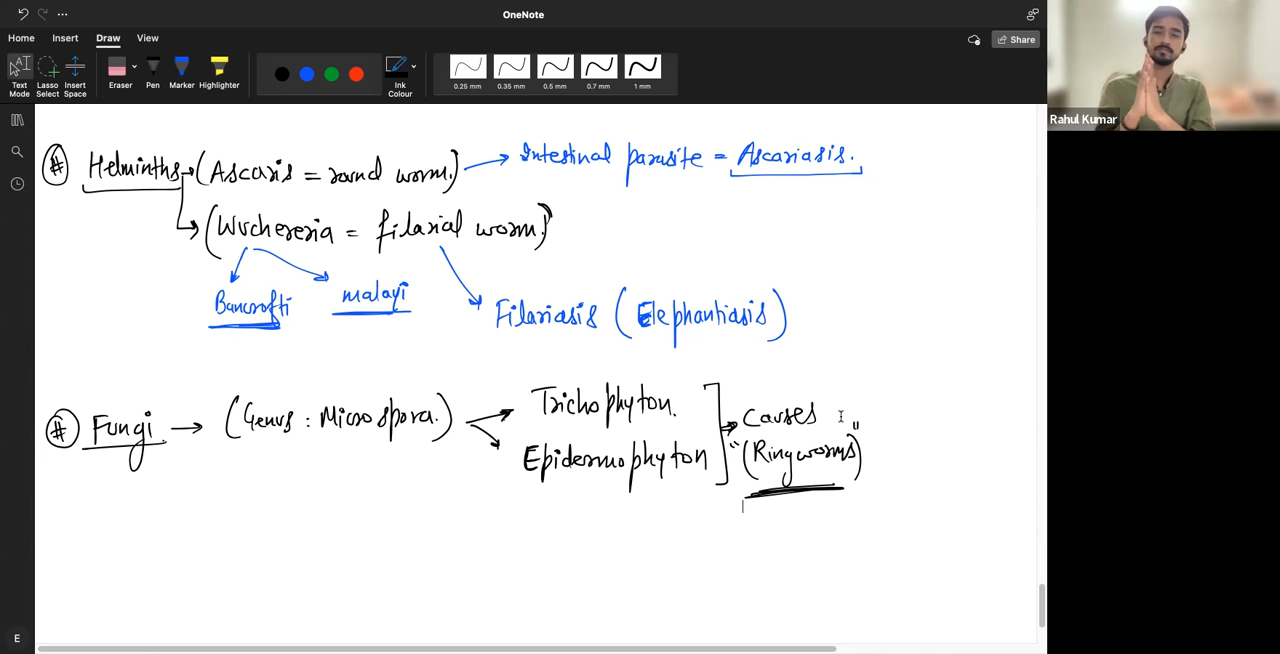 OneNote
Home Insert Draw View
Share
Text Mode
Lasso Select
Insert Space
Eraser
Pen
Marker
Highlighter
Ink Colour
0.25 mm 0.35 mm 0.5 mm 0.7 mm 1 mm
Rahul Kumar
# Helminths → (Ascaris = round worm.) → Intestinal parasite = Ascariasis.
→ (Wuchereria = filarial worm.)
Bancrofti malayi
Filariasis (Elephantiasis)
# Fungi → (Genus : Microspora.) → Trichophyton.
Epidermophyton
→ causes
"(Ringworms)"
E